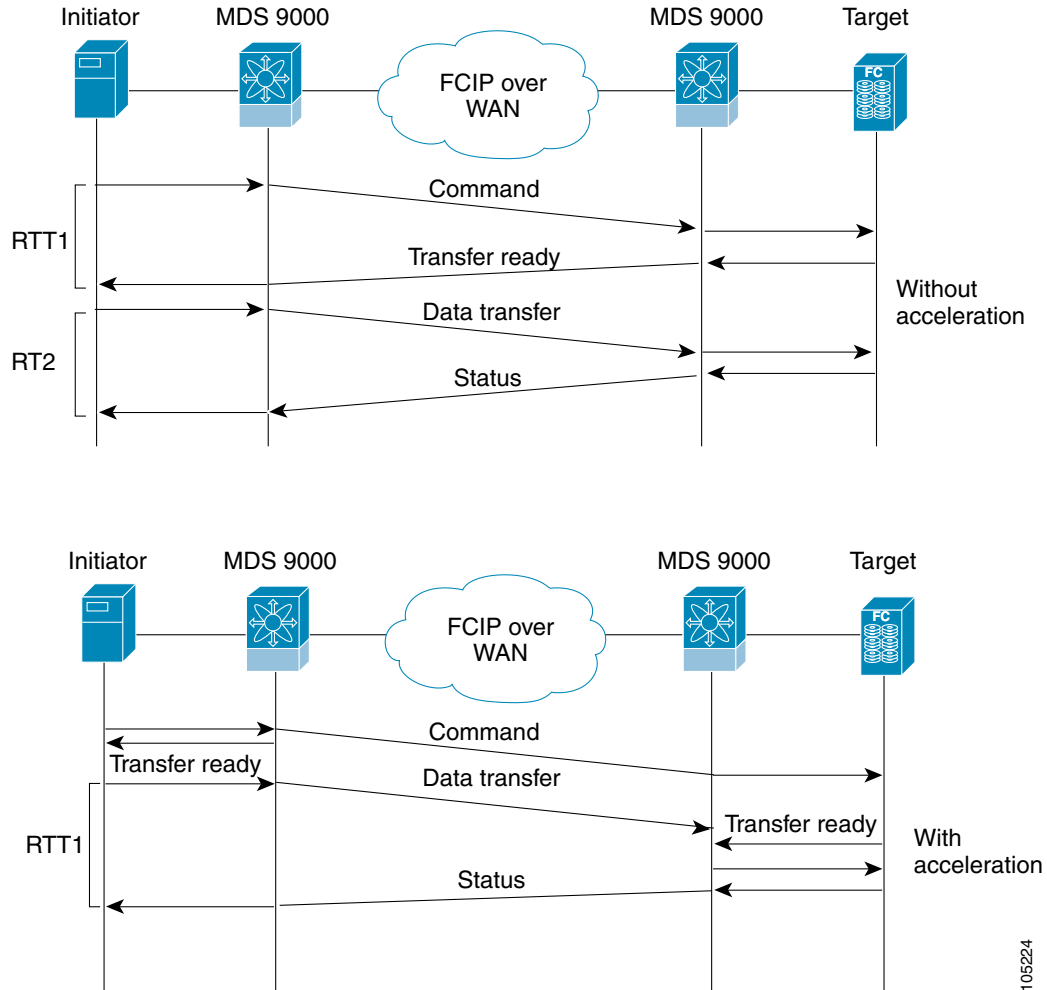 Initiator
MDS 9000
MDS 9000
Target
FCIP over
WAN
FC
Command
RTT1
Transfer ready
Without
acceleration
Data transfer
RT2
Status
Initiator
MDS 9000
MDS 9000
Target
FCIP over
WAN
FC
Command
Transfer ready
Data transfer
Transfer ready
RTT1
With
acceleration
Status
105224